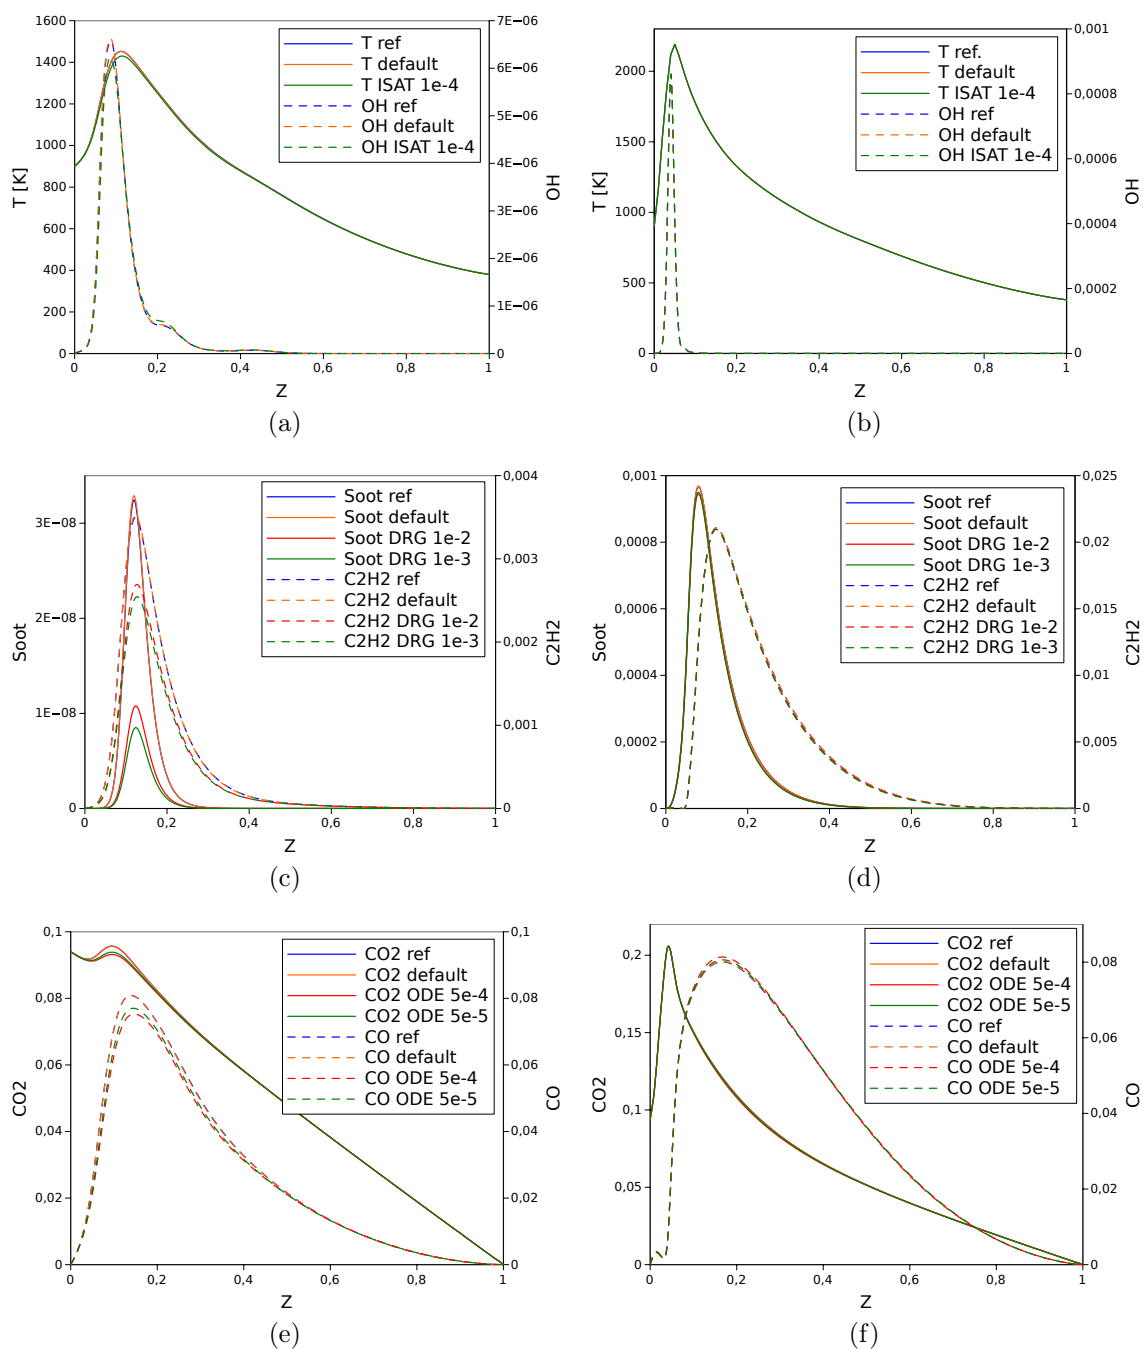 1600
1400
1200
1000
800
600
400
200
0
T [K]
7E−06
6E−06
5E−06
4E−06
3E−06
2E−06
1E−06
0
OH
T ref
T default
T ISAT 1e-4
OH ref
OH default
OH ISAT 1e-4
0 0,2 0,4 0,6 0,8 1
Z
(a)
2000
1500
1000
500
0
T [K]
0,001
0,0008
0,0006
0,0004
0,0002
0
OH
T ref.
T default
T ISAT 1e-4
OH ref
OH default
OH ISAT 1e-4
0 0,2 0,4 0,6 0,8 1
Z
(b)
3E−08
2E−08
1E−08
0
Soot
0,004
0,003
0,002
0,001
0
C2H2
Soot ref
Soot default
Soot DRG 1e-2
Soot DRG 1e-3
C2H2 ref
C2H2 default
C2H2 DRG 1e-2
C2H2 DRG 1e-3
0 0,2 0,4 0,6 0,8 1
Z
(c)
0,001
0,0008
0,0006
0,0004
0,0002
0
Soot
0,025
0,02
0,015
0,01
0,005
0
C2H2
Soot ref
Soot default
Soot DRG 1e-2
Soot DRG 1e-3
C2H2 ref
C2H2 default
C2H2 DRG 1e-2
C2H2 DRG 1e-3
0 0,2 0,4 0,6 0,8 1
Z
(d)
0,1
0,08
0,06
0,04
0,02
0
CO2
0,1
0,08
0,06
0,04
0,02
0
CO
CO2 ref
CO2 default
CO2 ODE 5e-4
CO2 ODE 5e-5
CO ref
CO default
CO ODE 5e-4
CO ODE 5e-5
0 0,2 0,4 0,6 0,8 1
Z
(e)
0,2
0,15
0,1
0,05
0
CO2
0,08
0,06
0,04
0,02
0
CO
CO2 ref
CO2 default
CO2 ODE 5e-4
CO2 ODE 5e-5
CO ref
CO default
CO ODE 5e-4
CO ODE 5e-5
0 0,2 0,4 0,6 0,8 1
Z
(f)